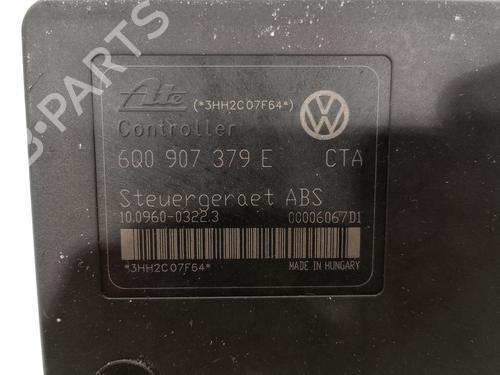 Ate (*3HH2C07F64*)
Controller
6Q0 907 379 E CTA
Steuergeraet ABS
10.0960-0322.3 00006067D1
*3HH2C07F64* MADE IN HUNGARY
B-PARTS